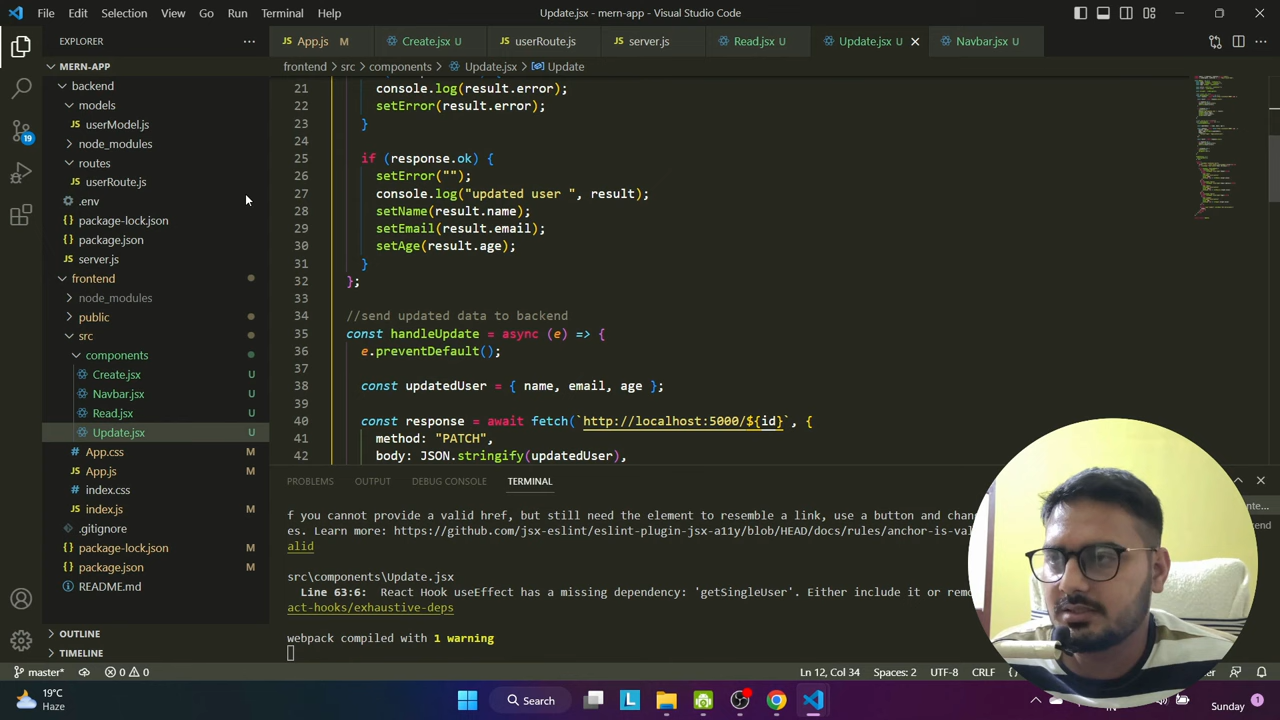 File Edit Selection View Go Run Terminal Help
Update.jsx - mern-app - Visual Studio Code
EXPLORER
App.js M
Create.jsx U
userRoute.js
server.js
Read.jsx U
Update.jsx U
Navbar.jsx U
frontend > src > components > Update.jsx > Update
MERN-APP
backend
models
userModel.js
node_modules
routes
userRoute.js
.env
package-lock.json
package.json
server.js
frontend
node_modules
public
src
components
Create.jsx U
Navbar.jsx U
Read.jsx U
Update.jsx U
App.css M
App.js M
index.css
index.js M
.gitignore
package-lock.json M
package.json M
README.md
OUTLINE
TIMELINE
19
21 console.log(result.error);
22 setError(result.error);
23 }
24
25 if (response.ok) {
26 setError("");
27 console.log("updated user ", result);
28 setName(result.name);
29 setEmail(result.email);
30 setAge(result.age);
31 }
32 };
33
34 //send updated data to backend
35 const handleUpdate = async (e) => {
36 e.preventDefault();
37
38 const updatedUser = { name, email, age };
39
40 const response = await fetch(`http://localhost:5000/${id}`, {
41 method: "PATCH",
42 body: JSON.stringify(updatedUser),
PROBLEMS OUTPUT DEBUG CONSOLE TERMINAL
f you cannot provide a valid href, but still need the element to resemble a link, use a button and chan
es. Learn more: https://github.com/jsx-eslint/eslint-plugin-jsx-a11y/blob/HEAD/docs/rules/anchor-is-va
alid
src\components\Update.jsx
Line 63:6: React Hook useEffect has a missing dependency: 'getSingleUser'. Either include it or remo
act-hooks/exhaustive-deps
webpack compiled with 1 warning
master* 0 0 Ln 12, Col 34 Spaces: 2 UTF-8 CRLF
19°C
Haze
Search
Sunday 1